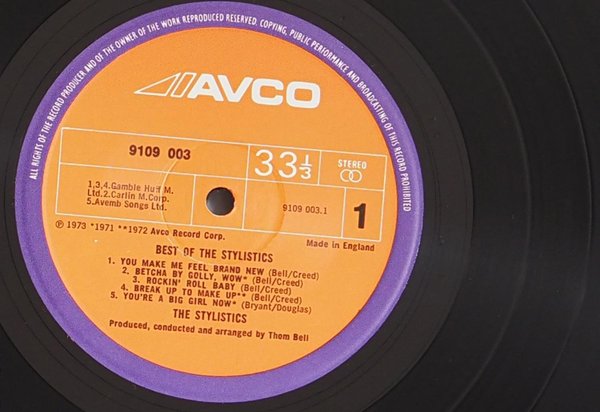 ALL RIGHTS OF THE RECORD PRODUCER AND OF THE OWNER OF THE WORK REPRODUCED RESERVED. COPYING, PUBLIC PERFORMANCE AND BROADCASTING OF THIS RECORD PROHIBITED
AVCO
9109 003
33⅓
STEREO
1,3,4.Gamble Huff M.
Ltd.2.Carlin M.Corp.
5.Avemb Songs Ltd.
9109 003.1
1
℗ 1973 *1971 **1972 Avco Record Corp.
Made in England
BEST OF THE STYLISTICS
1. YOU MAKE ME FEEL BRAND NEW (Bell/Creed)
2. BETCHA BY GOLLY, WOW* (Bell/Creed)
3. ROCKIN' ROLL BABY (Bell/Creed)
4. BREAK UP TO MAKE UP** (Bell/Creed)
5. YOU'RE A BIG GIRL NOW* (Bryant/Douglas)
THE STYLISTICS
Produced, conducted and arranged by Thom Bell